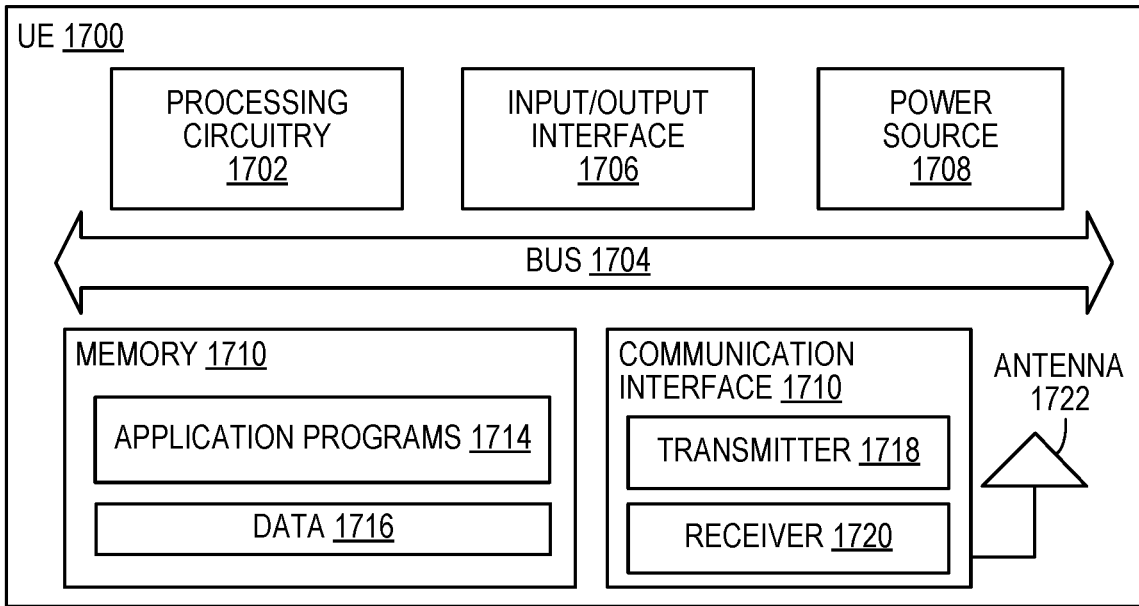 UE 1700
PROCESSING
CIRCUITRY
1702
INPUT/OUTPUT
INTERFACE
1706
POWER
SOURCE
1708
BUS 1704
MEMORY 1710
APPLICATION PROGRAMS 1714
DATA 1716
COMMUNICATION
INTERFACE 1710
TRANSMITTER 1718
RECEIVER 1720
ANTENNA
1722